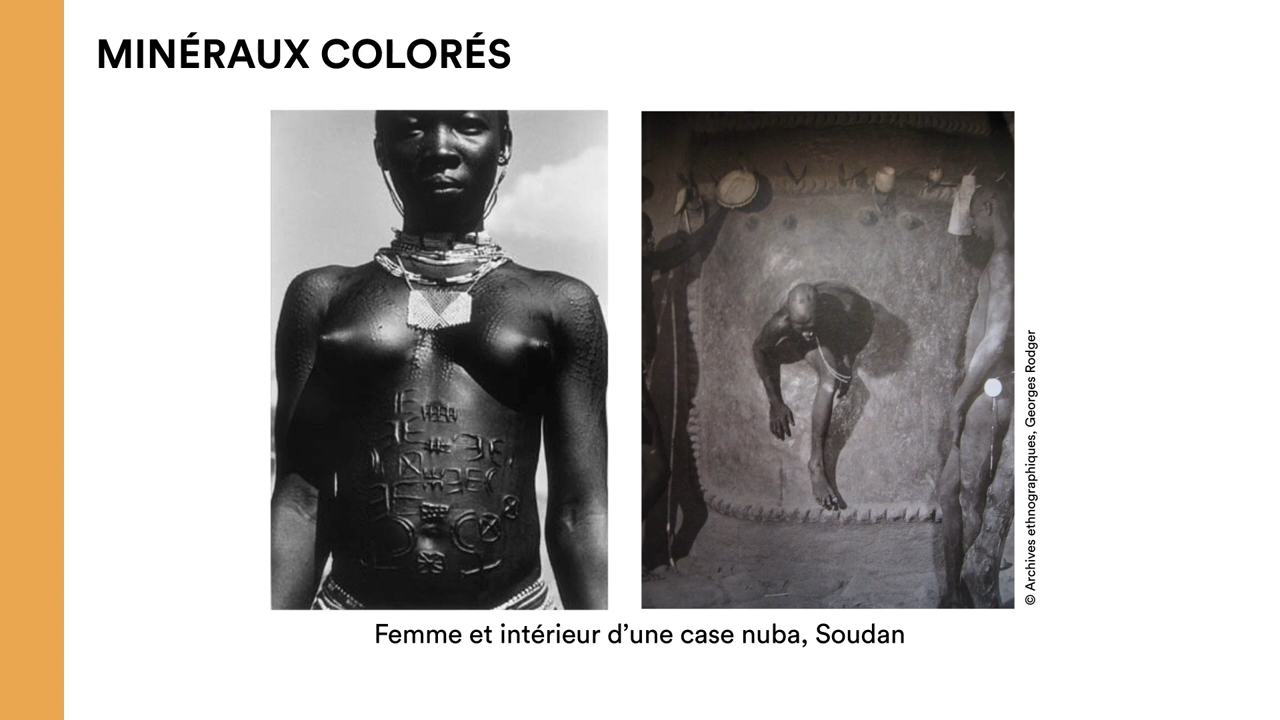 MINÉRAUX COLORÉS
© Archives ethnographiques, Georges Rodger
Femme et intérieur d’une case nuba, Soudan